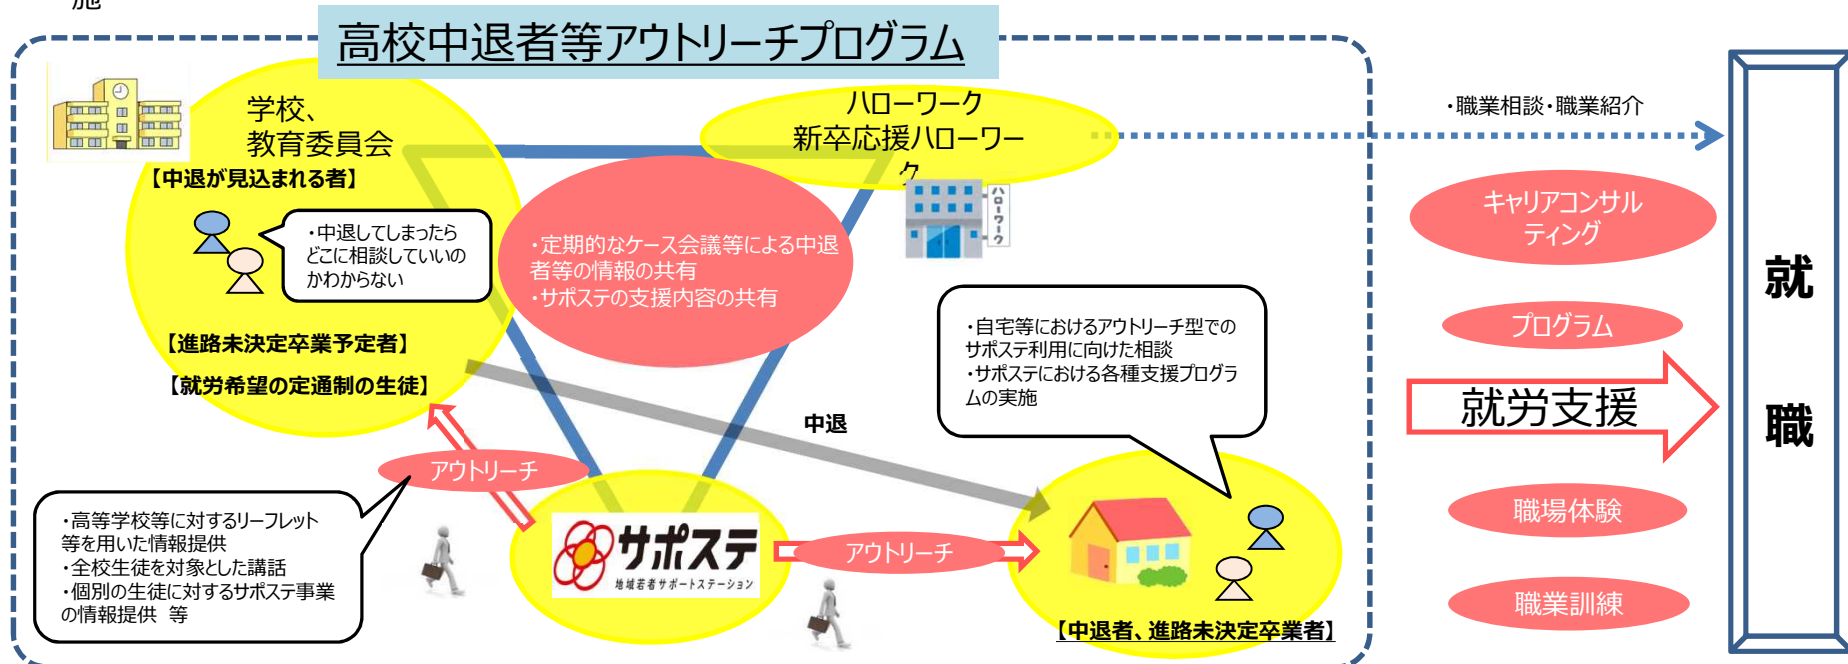 施
高校中退者等アウトリーチプログラム
学校、
教育委員会
【中退が見込まれる者】
・中退してしまったら
どこに相談していいの
かわからない
【進路未決定卒業予定者】
【就労希望の定通制の生徒】
ハローワーク
新卒応援ハローワー
ク
ハローワーク
・定期的なケース会議等による中退
者等の情報の共有
・サポステの支援内容の共有
・自宅等におけるアウトリーチ型での
サポステ利用に向けた相談
・サポステにおける各種支援プログラ
ムの実施
中退
アウトリーチ
・高等学校等に対するリーフレット
等を用いた情報提供
・全校生徒を対象とした講話
・個別の生徒に対するサポステ事業
の情報提供 等
サポステ
地域若者サポートステーション
アウトリーチ
【中退者、進路未決定卒業者】
・職業相談・職業紹介
キャリアコンサル
ティング
プログラム
就労支援
職場体験
職業訓練
就
職